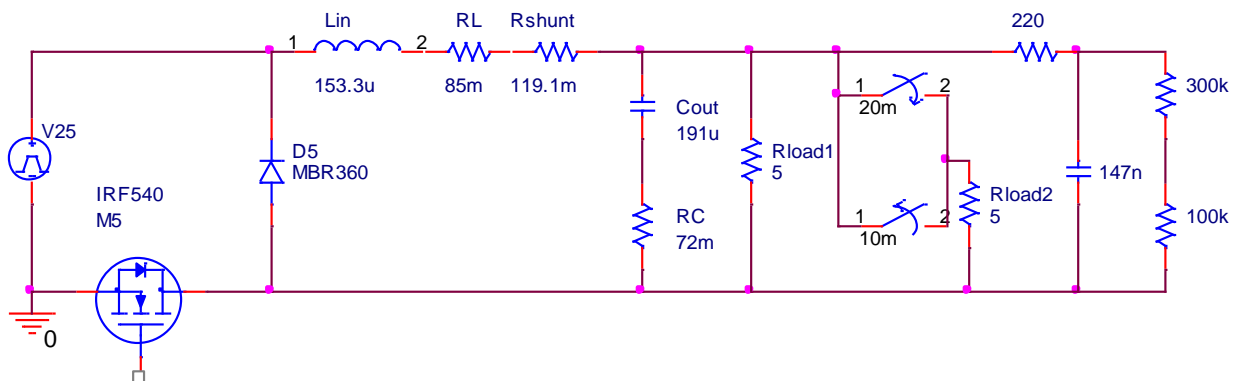 Lin
RL
Rshunt
220
1
2
153.3u
85m
119.1m
300k
1
2
20m
Cout
191u
V25
D5
MBR360
Rload1
5
147n
IRF540
M5
Rload2
5
1
2
10m
RC
72m
100k
0